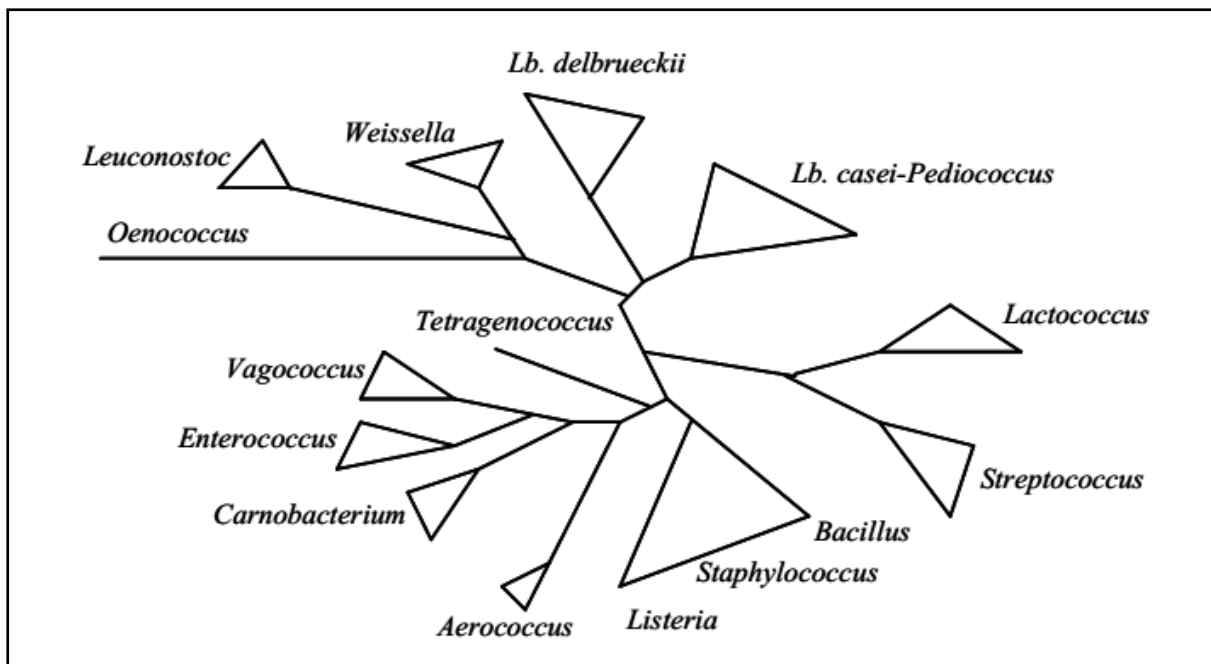 Lb. delbrueckii
Weissella
Leuconostoc
Lb. casei-Pediococcus
Oenococcus
Tetragenococcus
Lactococcus
Vagococcus
Enterococcus
Streptococcus
Carnobacterium
Bacillus
Staphylococcus
Listeria
Aerococcus